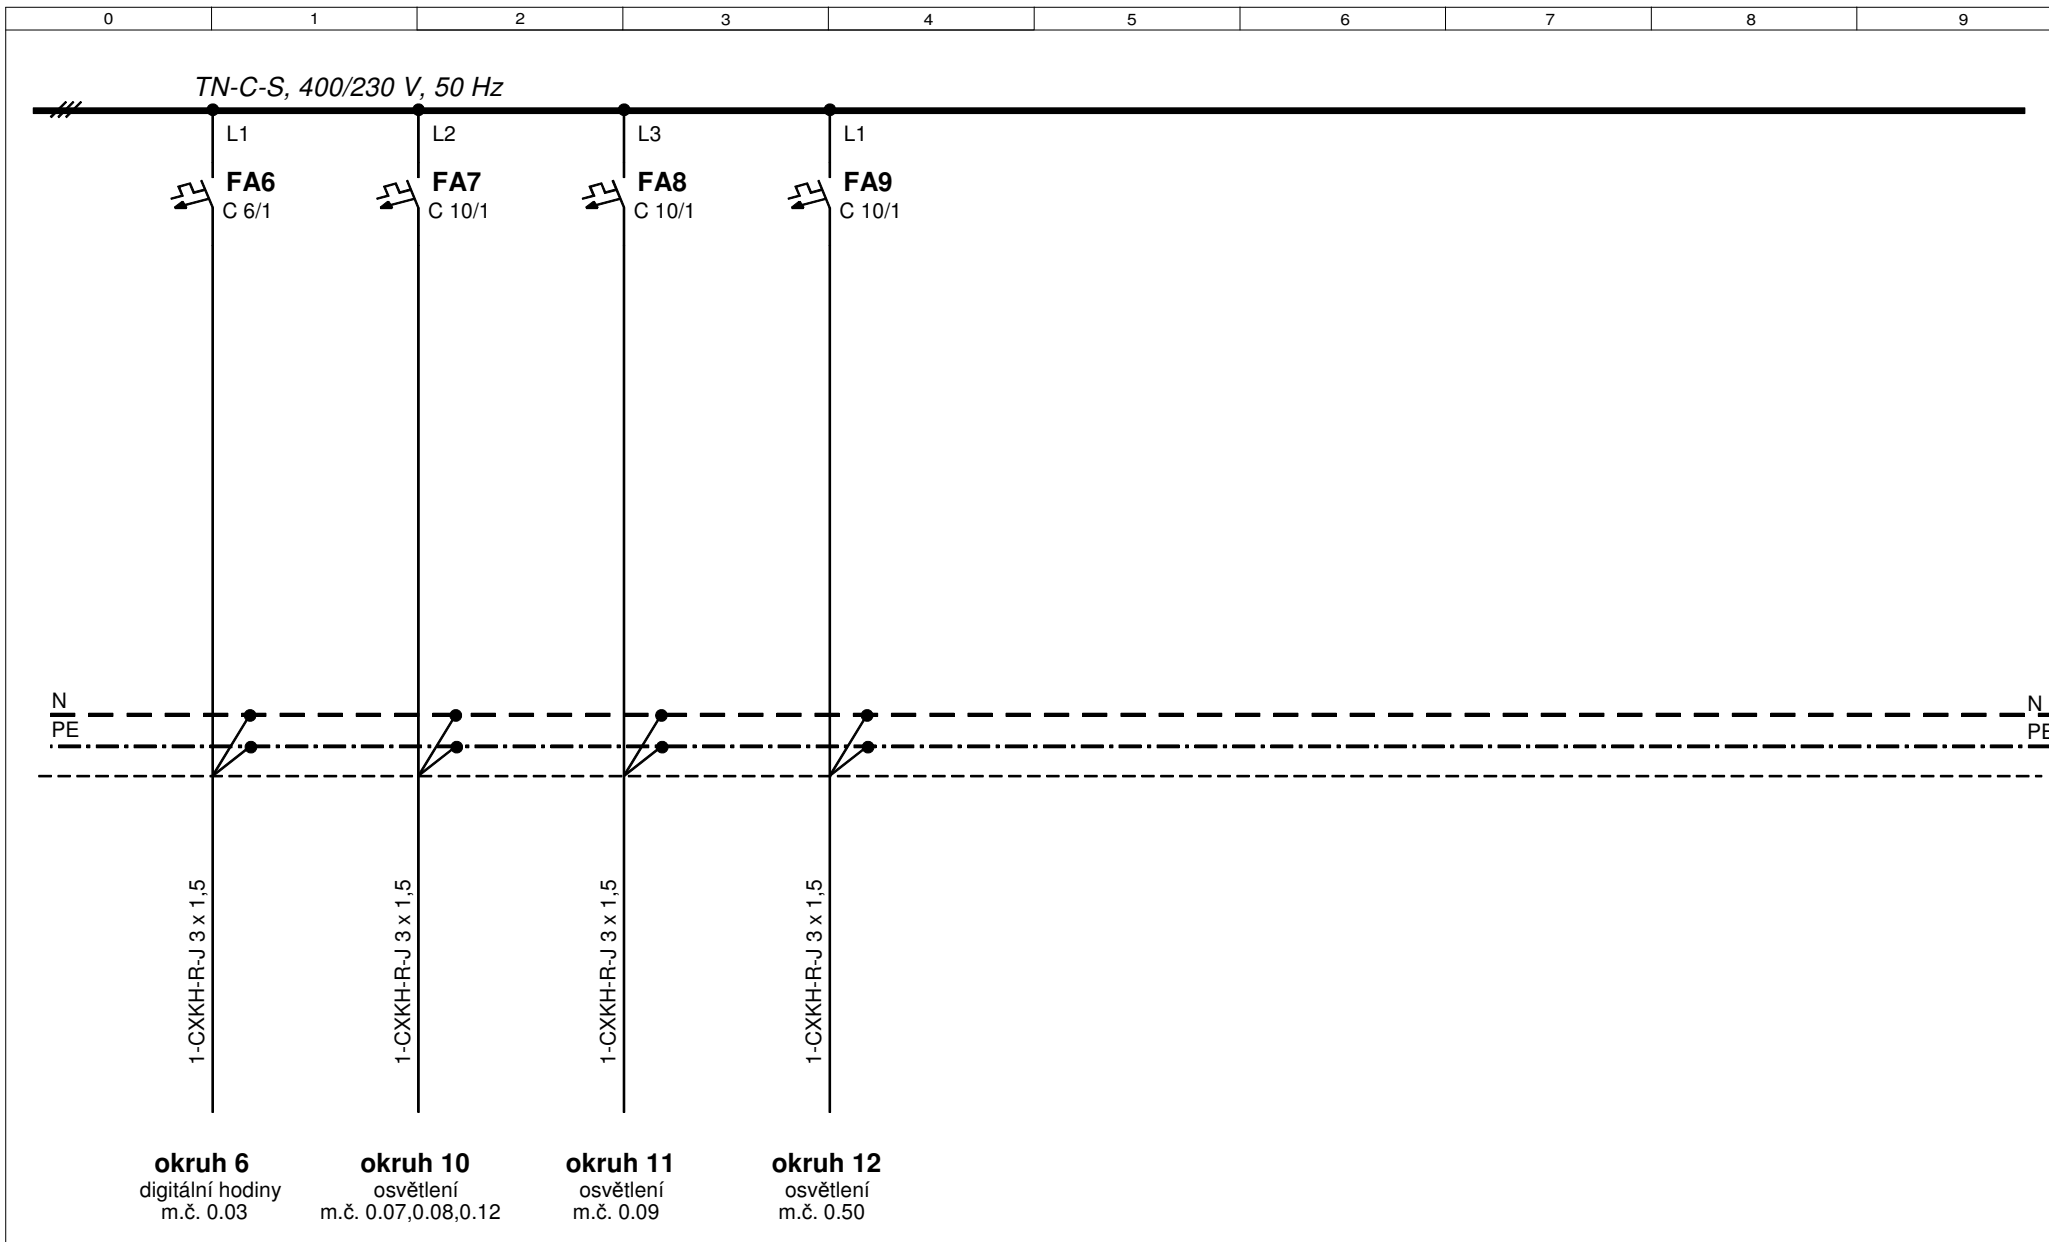 0 1 2 3 4 5 6 7 8 9
TN-C-S, 400/230 V, 50 Hz
L1 L2 L3 L1
FA6 FA7 FA8 FA9
C 6/1 C 10/1 C 10/1 C 10/1
N N
PE PE
1-CXKH-R-J 3 x 1,5
1-CXKH-R-J 3 x 1,5
1-CXKH-R-J 3 x 1,5
1-CXKH-R-J 3 x 1,5
okruh 6
digitální hodiny
m.č. 0.03
okruh 10
osvětlení
m.č. 0.07,0.08,0.12
okruh 11
osvětlení
m.č. 0.09
okruh 12
osvětlení
m.č. 0.50